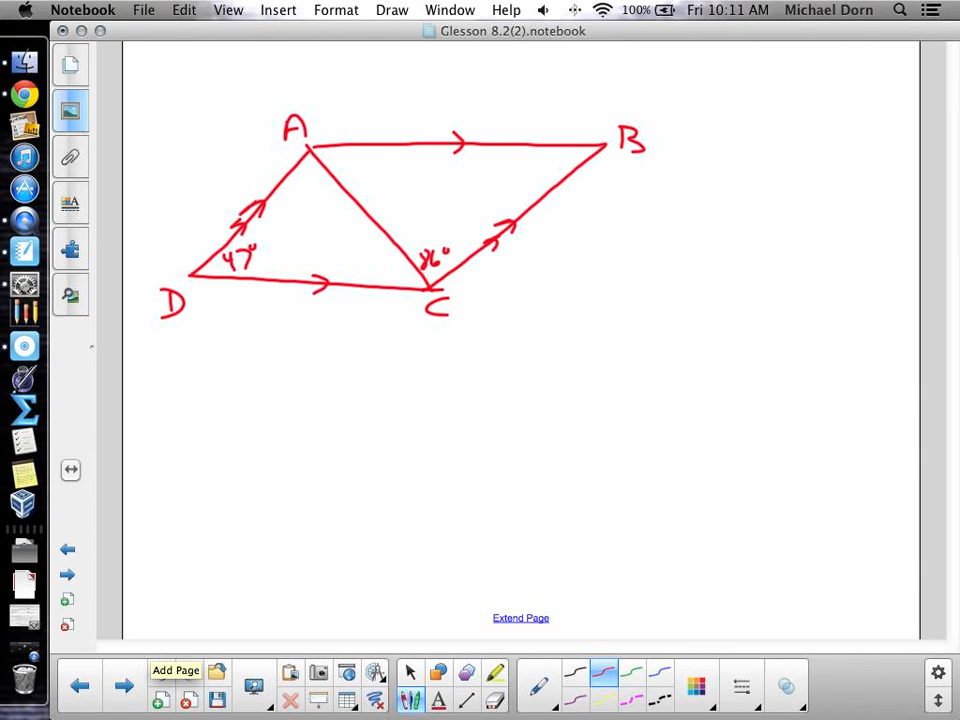 Notebook File Edit View Insert Format Draw Window Help 100% Fri 10:11 AM Michael Dorn
Glesson 8.2(2).notebook
A
B
47°
86°
D
C
Extend Page
Add Page